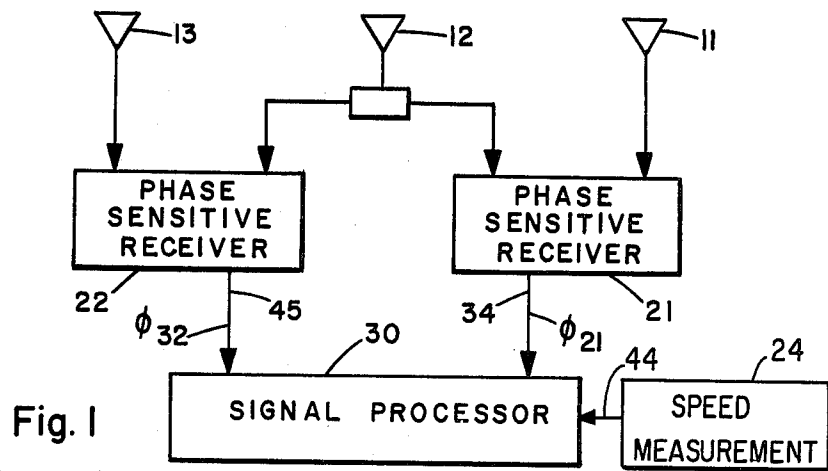 13
12
11
PHASE
SENSITIVE
RECEIVER
PHASE
SENSITIVE
RECEIVER
22
45
34
21
ϕ32
ϕ21
30
24
44
SIGNAL PROCESSOR
SPEED
MEASUREMENT
Fig. 1